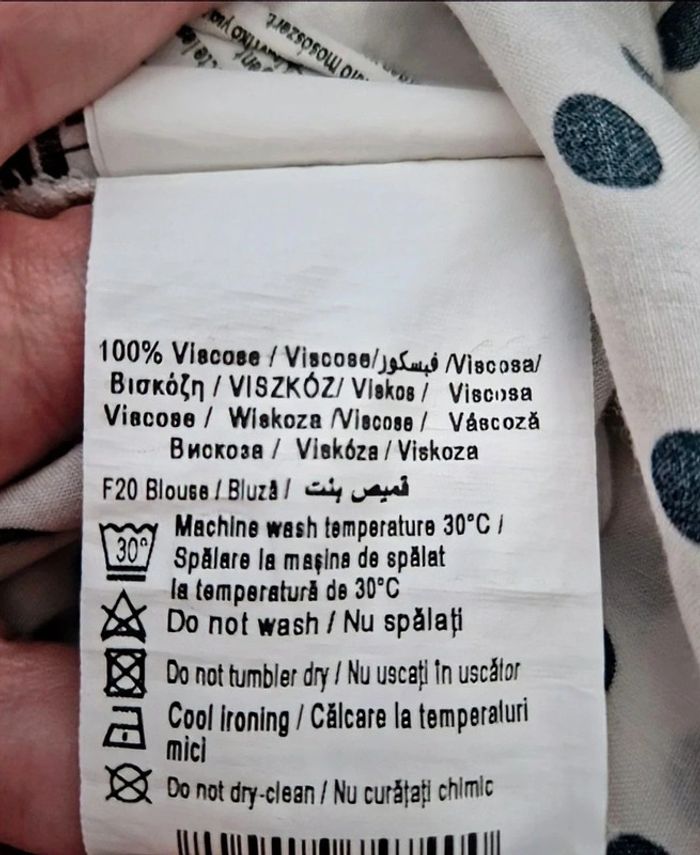 mosószert.
100% Viscose / Viscose/فيسكوز /Viscosa/
Βισκόζη / VISZKÓZ/ Viskos / Viscosa
Viscose / Wiskoza /Viscose / Vâscoză
Вискоза / Viskóza / Viskoza
F20 Blouse / Bluză / قميص بنت
30°
Machine wash temperature 30°C /
Spălare la mașina de spălat
la temperatură de 30°C
Do not wash / Nu spălați
Do not tumbler dry / Nu uscați în uscător
Cool ironing / Călcare la temperaturi
mici
Do not dry-clean / Nu curățați chimic